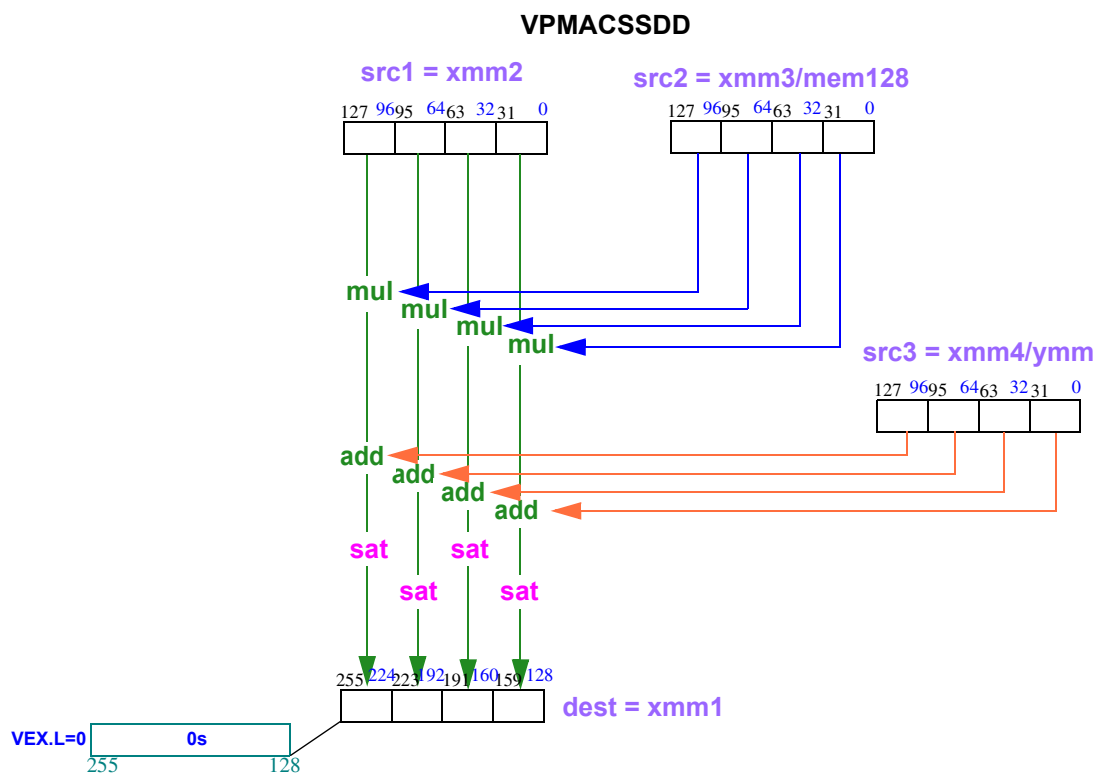 VPMACSSDD
src1 = xmm2
src2 = xmm3/mem128
127 96 95 64 63 32 31 0
127 96 95 64 63 32 31 0
mul
mul
mul
mul
src3 = xmm4/ymm
127 96 95 64 63 32 31 0
add
add
add
add
sat sat
sat sat
255 224 223 192 191 160 159 128
dest = xmm1
VEX.L=0 0s
255 128